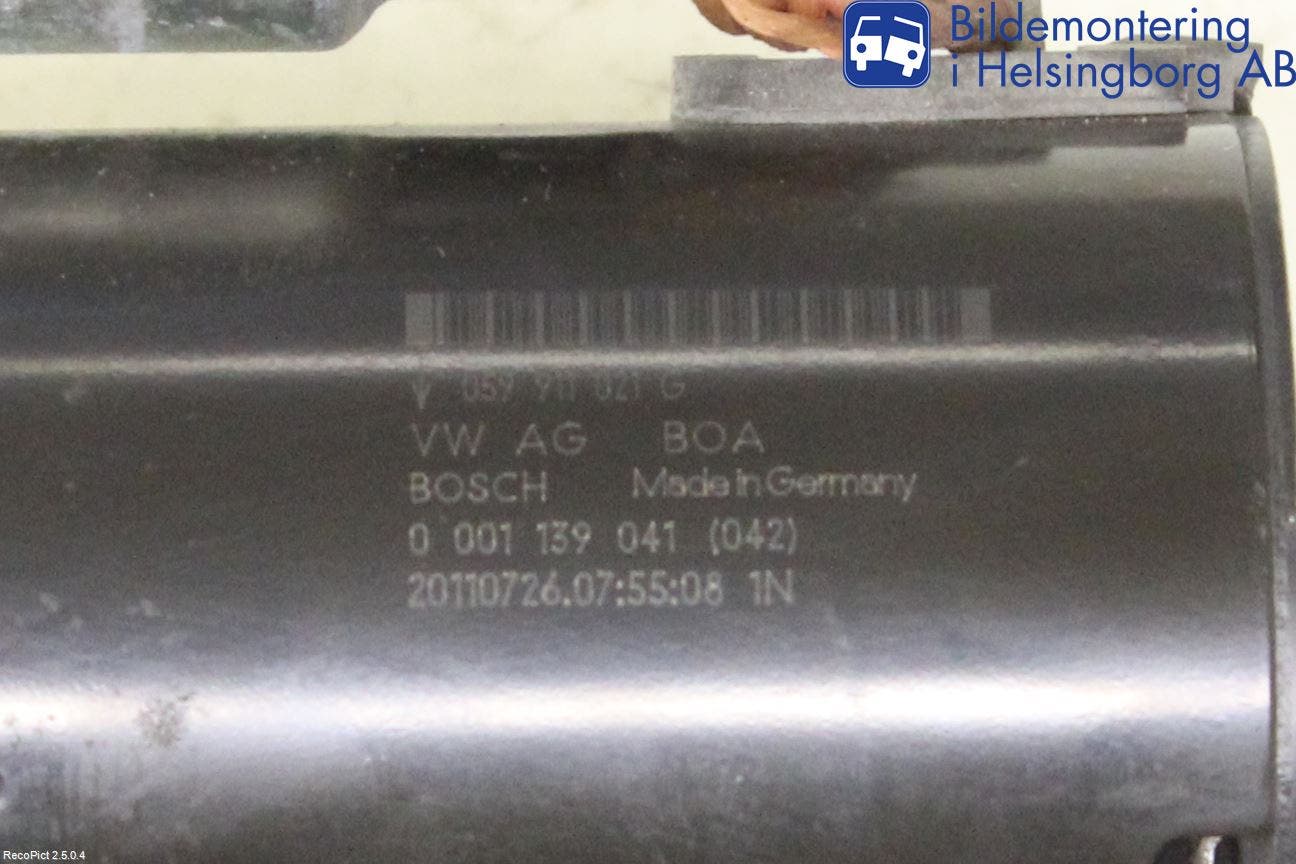 Bildemontering
i Helsingborg AB
V 059 911 021 G
VW AG BOA
BOSCH Made in Germany
0 001 139 041 (042)
20110726.07:55:08 1N
RecoPict 2.5.0.4